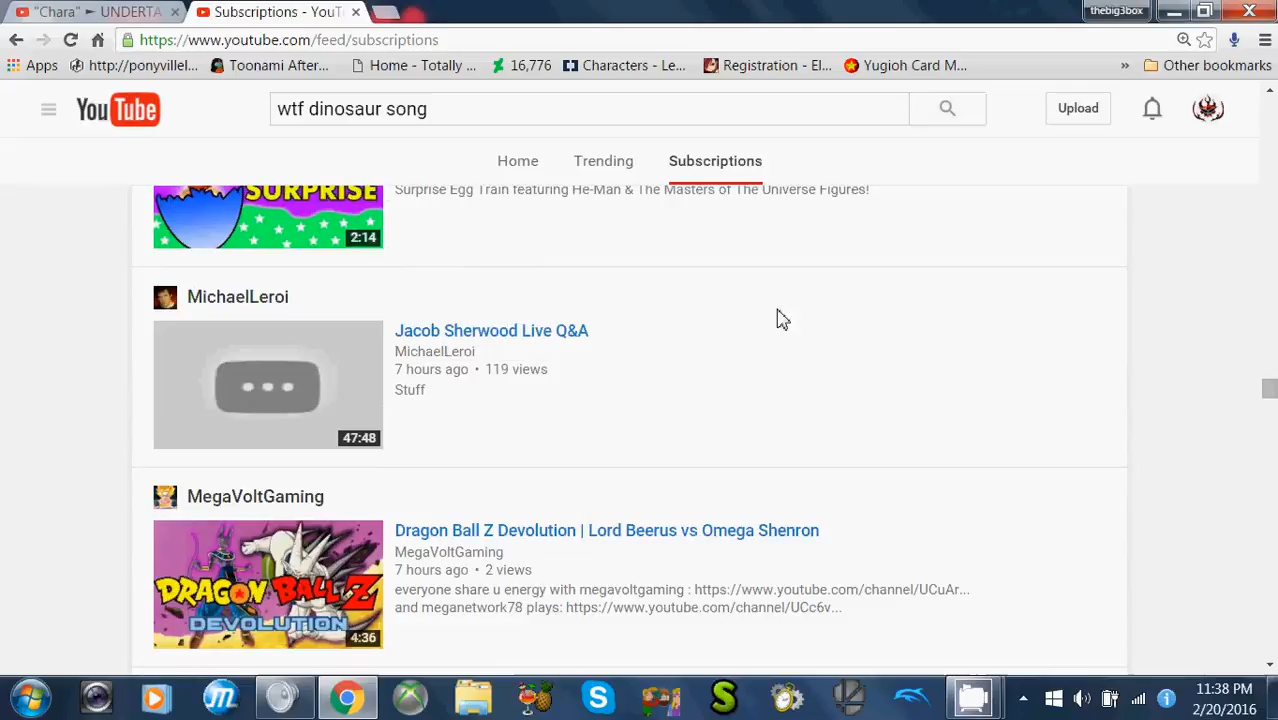 "Chara" ► UNDERTA
Subscriptions - YouT
thebig3box
https://www.youtube.com/feed/subscriptions
Apps
http://ponyvillel...
Toonami After...
Home - Totally ...
16,776
Characters - Le...
Registration - El...
Yugioh Card M...
»
Other bookmarks
YouTube
wtf dinosaur song
Upload
Home
Trending
Subscriptions
SURPRISE
2:14
Surprise Egg Train featuring He-Man & The Masters of The Universe Figures!
MichaelLeroi
Jacob Sherwood Live Q&A
MichaelLeroi
7 hours ago • 119 views
Stuff
47:48
MegaVoltGaming
Dragon Ball Z Devolution | Lord Beerus vs Omega Shenron
MegaVoltGaming
7 hours ago • 2 views
everyone share u energy with megavoltgaming : https://www.youtube.com/channel/UCuAr...
and meganetwork78 plays: https://www.youtube.com/channel/UCc6v...
DRAGON BALL Z
DEVOLUTION
4:36
11:38 PM
2/20/2016